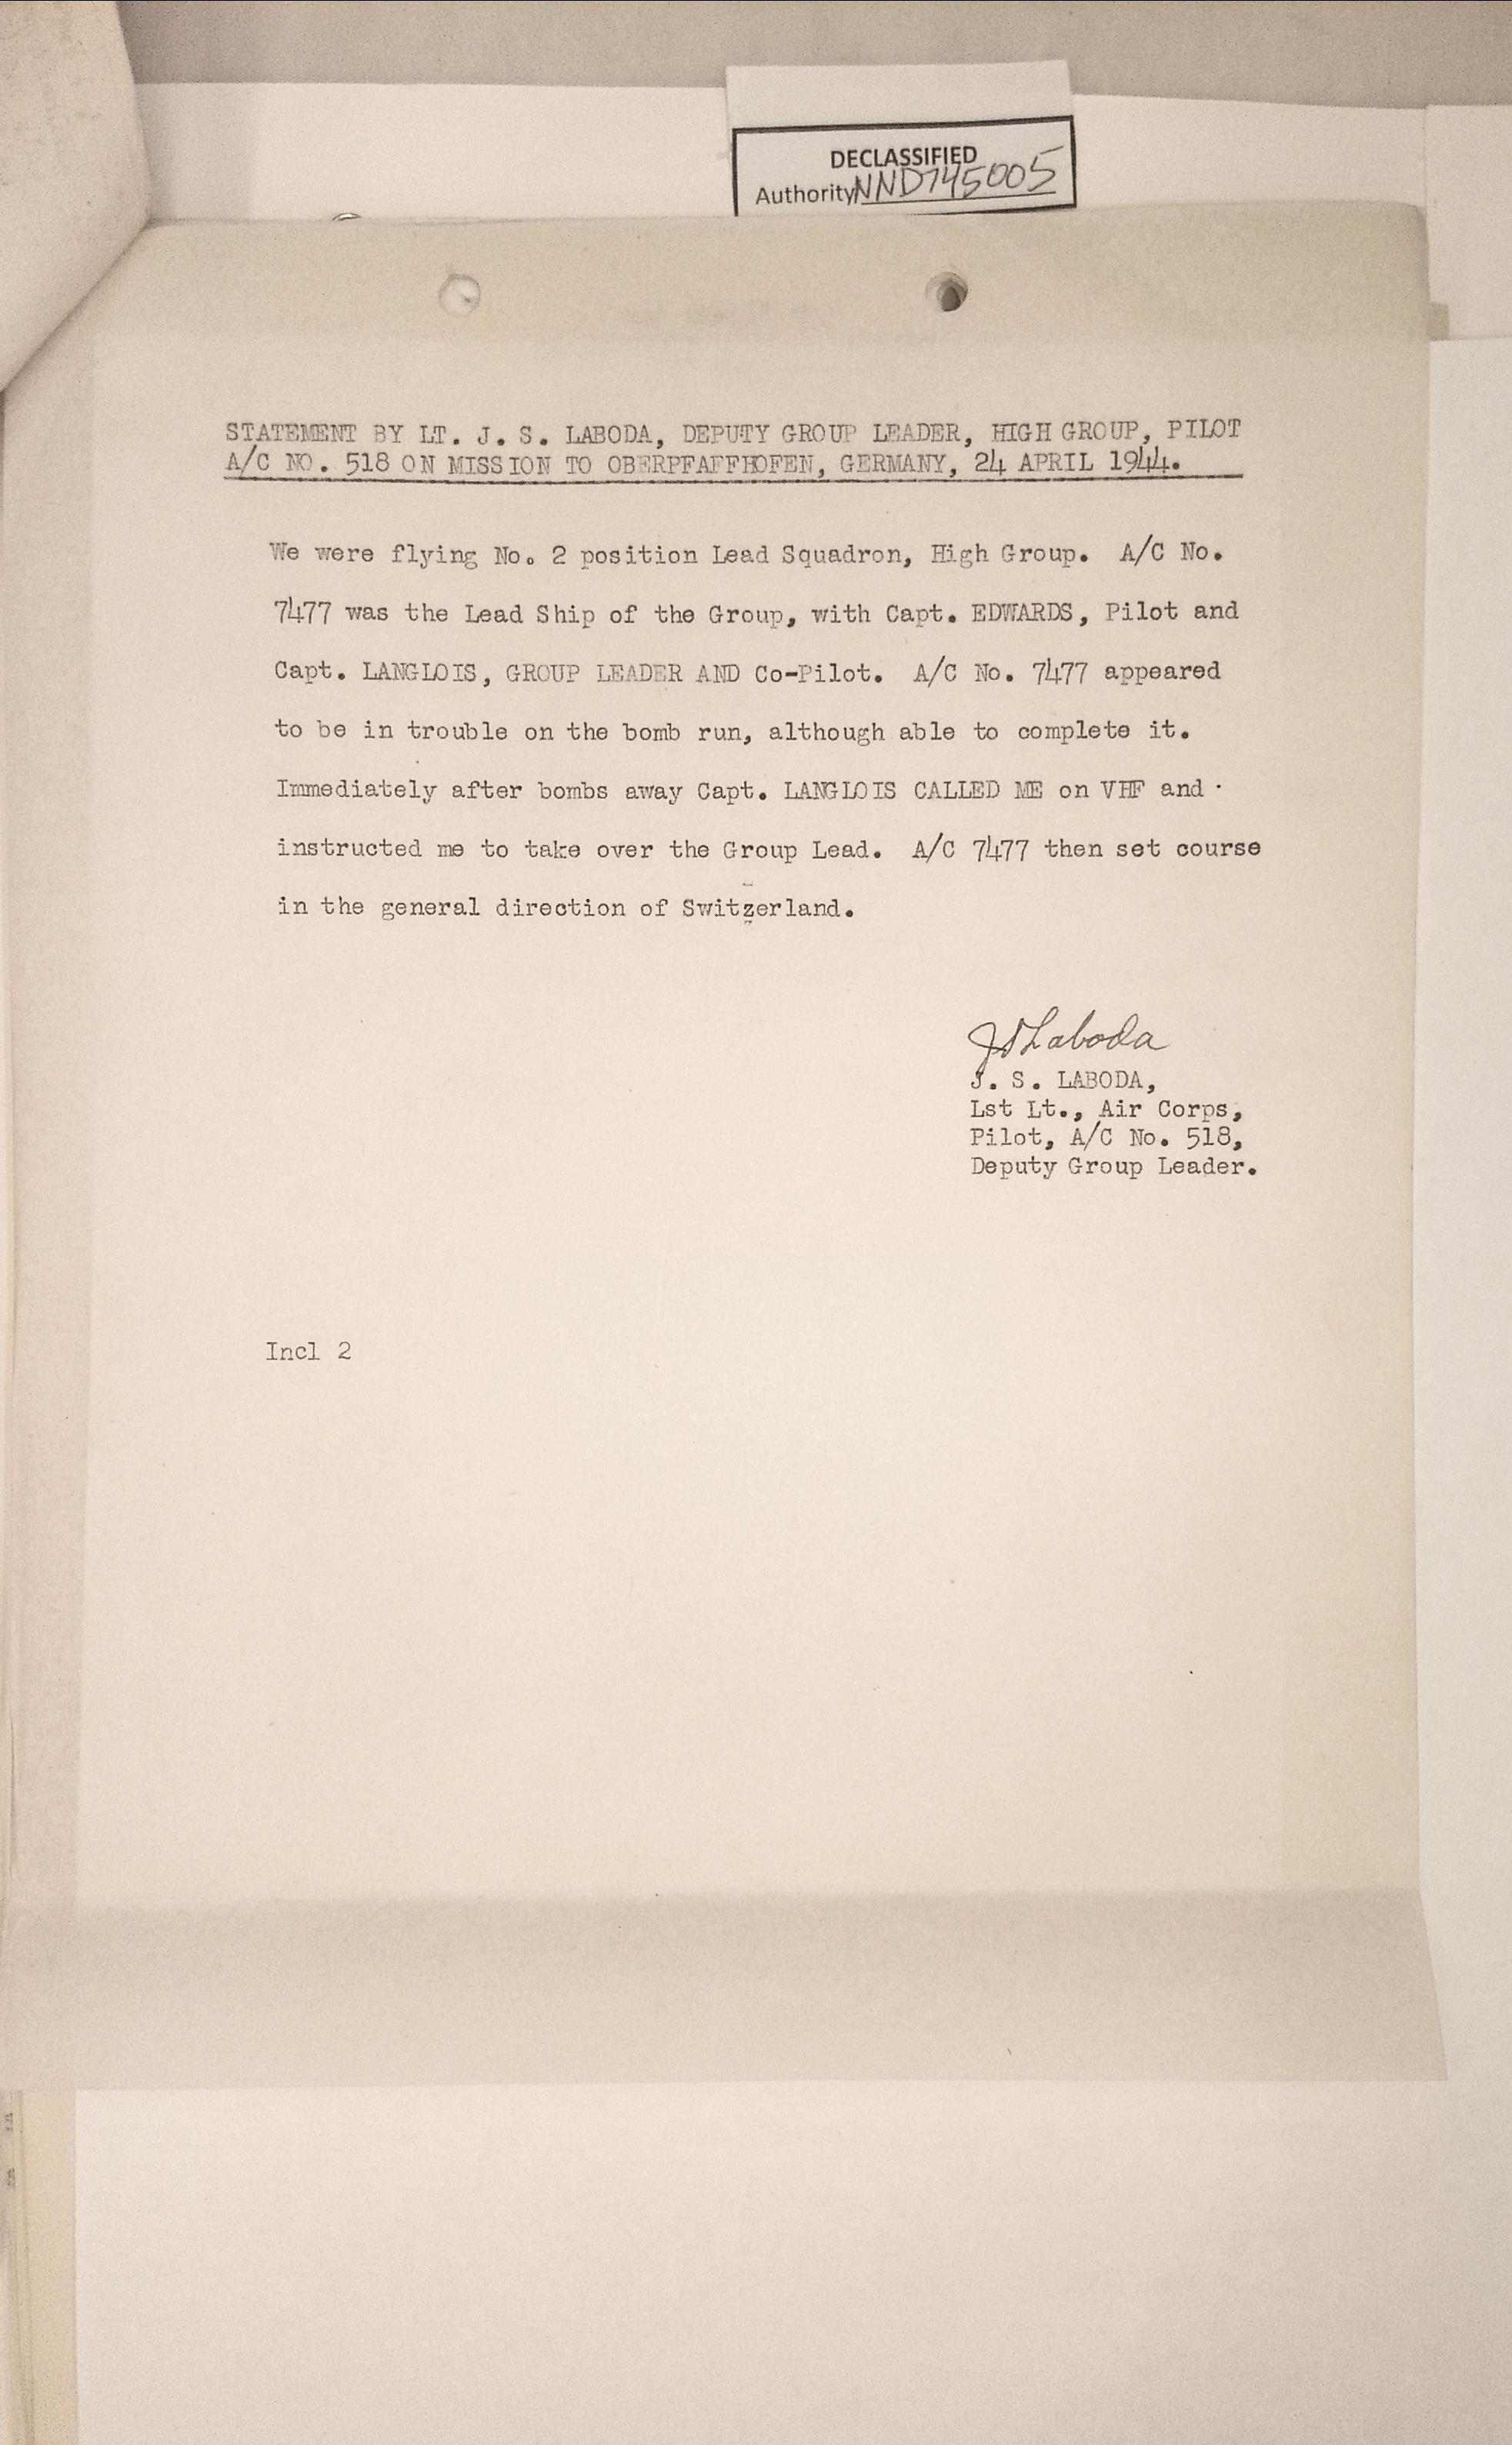 DECLASSIFIED
Authority NND745005
STATEMENT BY LT. J. S. LABODA, DEPUTY GROUP LEADER, HIGH GROUP, PILOT
A/C NO. 518 ON MISSION TO OBERPFAFFHOFEN, GERMANY, 24 APRIL 1944.
We were flying No. 2 position Lead Squadron, High Group. A/C No.
7477 was the Lead Ship of the Group, with Capt. EDWARDS, Pilot and
Capt. LANGLOIS, GROUP LEADER AND Co-Pilot. A/C No. 7477 appeared
to be in trouble on the bomb run, although able to complete it.
Immediately after bombs away Capt. LANGLOIS CALLED ME on VHF and
instructed me to take over the Group Lead. A/C 7477 then set course
in the general direction of Switzerland.
JSLaboda
J. S. LABODA,
Lst Lt., Air Corps,
Pilot, A/C No. 518,
Deputy Group Leader.
Incl 2